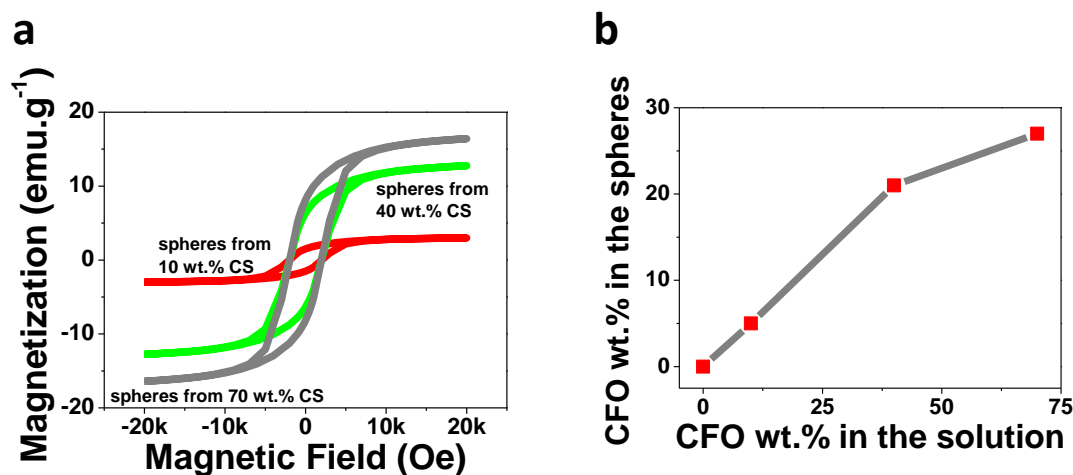 a
Magnetization (emu.g-1)
20
10
0
-10
-20
spheres from
40 wt.% CS
spheres from
10 wt.% CS
spheres from 70 wt.% CS
-20k -10k 0 10k 20k
Magnetic Field (Oe)
b
CFO wt.% in the spheres
30
20
10
0
0 25 50 75
CFO wt.% in the solution